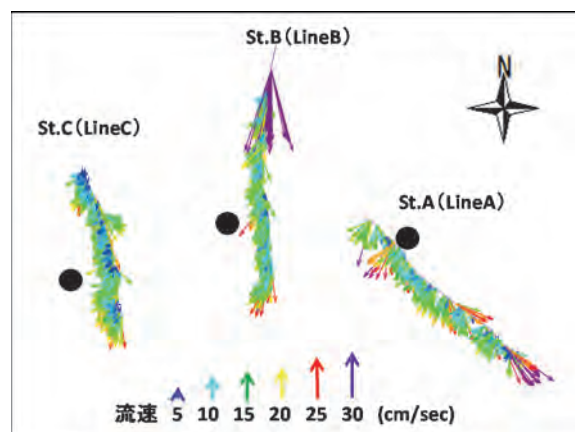 St.B(LineB)
N
St.C(LineC)
St.A(LineA)
流速 5 10 15 20 25 30 (cm/sec)